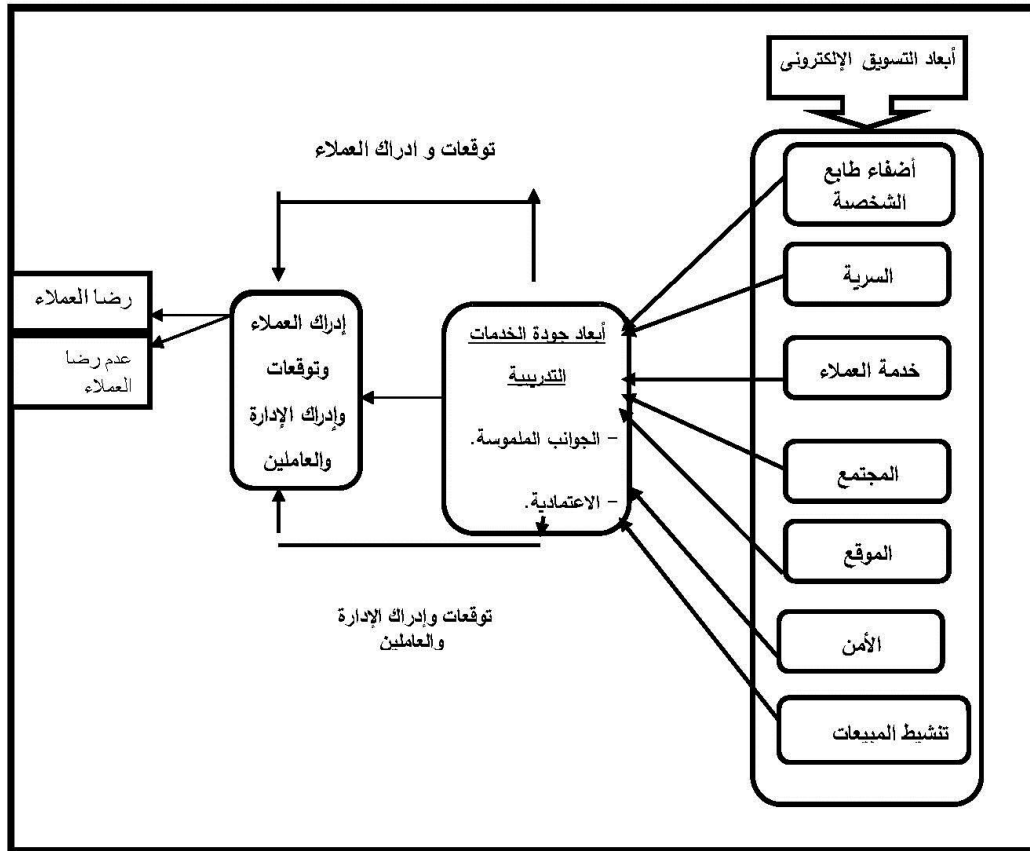 أبعاد التسويق الإلكترونى
أضفاء طابع
الشخصية
السرية
خدمة العملاء
المجتمع
الموقع
الأمن
تنشيط المبيعات
توقعات و ادراك العملاء
أبعاد جودة الخدمات
التدريبية
- الجوانب الملموسة.
- الاعتمادية.
توقعات وإدراك الإدارة
والعاملين
إدراك العملاء
وتوقعات
وإدراك الإدارة
والعاملين
رضا العملاء
عدم رضا
العملاء